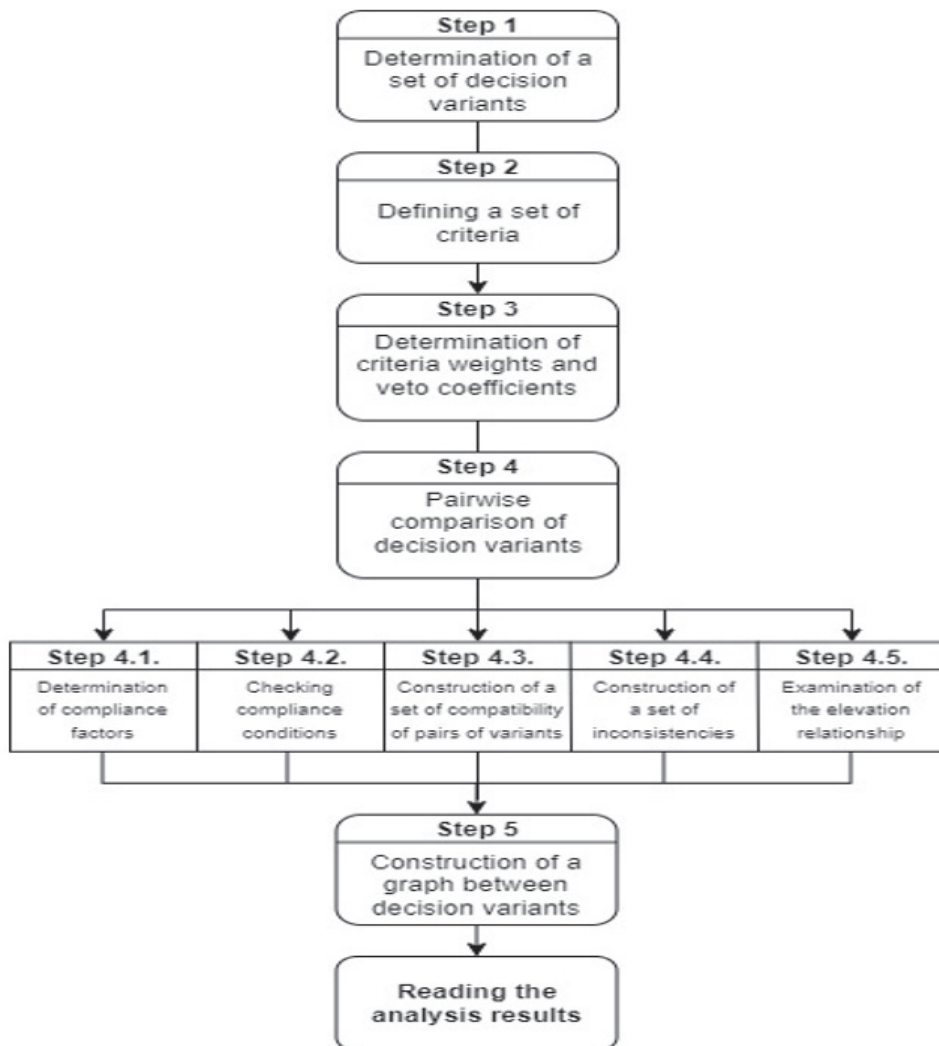 Step 1
Determination of a
set of decision
variants
Step 2
Defining a set of
criteria
Step 3
Determination of
criteria weights and
veto coefficients
Step 4
Pairwise
comparison of
decision variants
Step 4.1.
Determination
of compliance
factors
Step 4.2.
Checking
compliance
conditions
Step 4.3.
Construction of a
set of compatibility
of pairs of variants
Step 4.4.
Construction of
a set of
inconsistencies
Step 4.5.
Examination of
the elevation
relationship
Step 5
Construction of a
graph between
decision variants
Reading the
analysis results